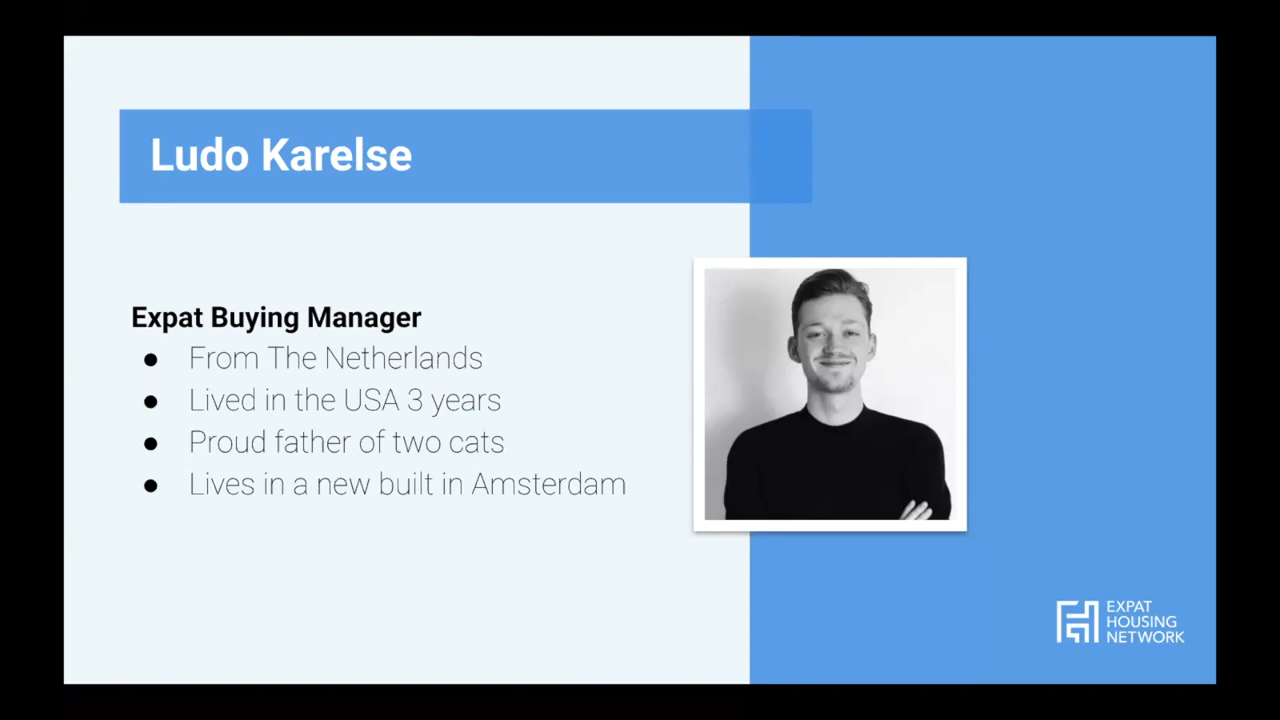 Ludo Karelse
Expat Buying Manager
● From The Netherlands
● Lived in the USA 3 years
● Proud father of two cats
● Lives in a new built in Amsterdam
EXPAT
HOUSING
NETWORK